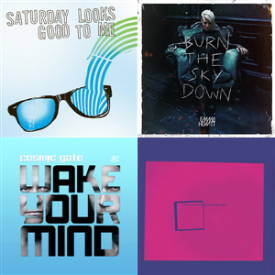 SATURDAY LOOKS
GOOD TO ME
BURN
THE
SKY
DOWN
EMMA
HEWITT
COSMIC GATE
WAKE
YOUR
MIND